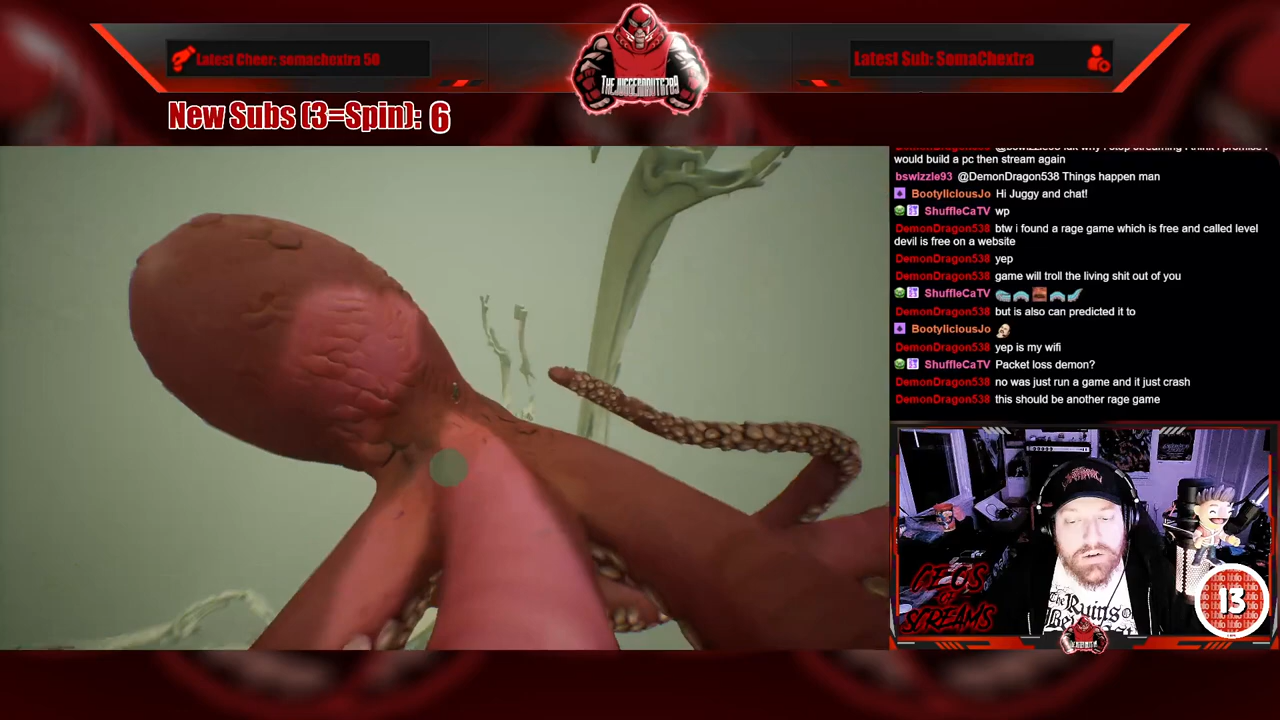 Latest Cheer: somachextra 50
THEJUGGERNAUT6789
Latest Sub: SomaChextra
New Subs (3=Spin): 6
would build a pc then stream again
bswizzle93 @DemonDragon538 Things happen man
BootyliciousJo Hi Juggy and chat!
ShuffleCaTV wp
DemonDragon538 btw i found a rage game which is free and called level
devil is free on a website
DemonDragon538 yep
DemonDragon538 game will troll the living shit out of you
ShuffleCaTV
DemonDragon538 but is also can predicted it to
BootyliciousJo
DemonDragon538 yep is my wifi
ShuffleCaTV Packet loss demon?
DemonDragon538 no was just run a game and it just crash
DemonDragon538 this should be another rage game
SCREAMS
The Ruins
13